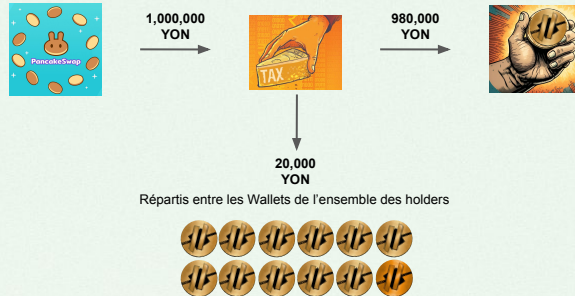 1,000,000
YON
980,000
YON
PancakeSwap
TAX
20,000
YON
Répartis entre les Wallets de l'ensemble des holders